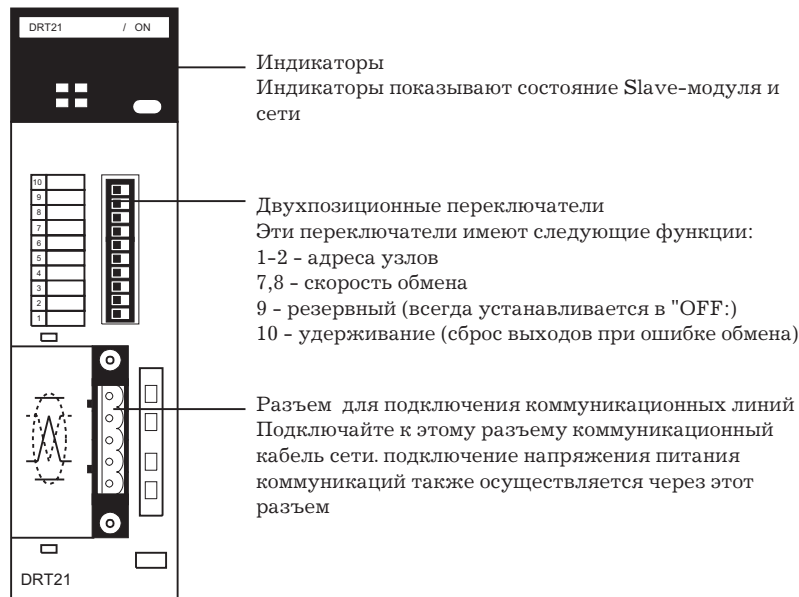 DRT21 / ON
Индикаторы
Индикаторы показывают состояние Slave-модуля и
сети
10
9
8
7
6
5
4
3
2
1
Двухпозиционные переключатели
Эти переключатели имеют следующие функции:
1-2 - адреса узлов
7,8 - скорость обмена
9 - резервный (всегда устанавливается в "OFF:)
10 - удерживание (сброс выходов при ошибке обмена)
Разъем для подключения коммуникационных линий
Подключайте к этому разъему коммуникационный
кабель сети. подключение напряжения питания
коммуникаций также осуществляется через этот
разъем
DRT21